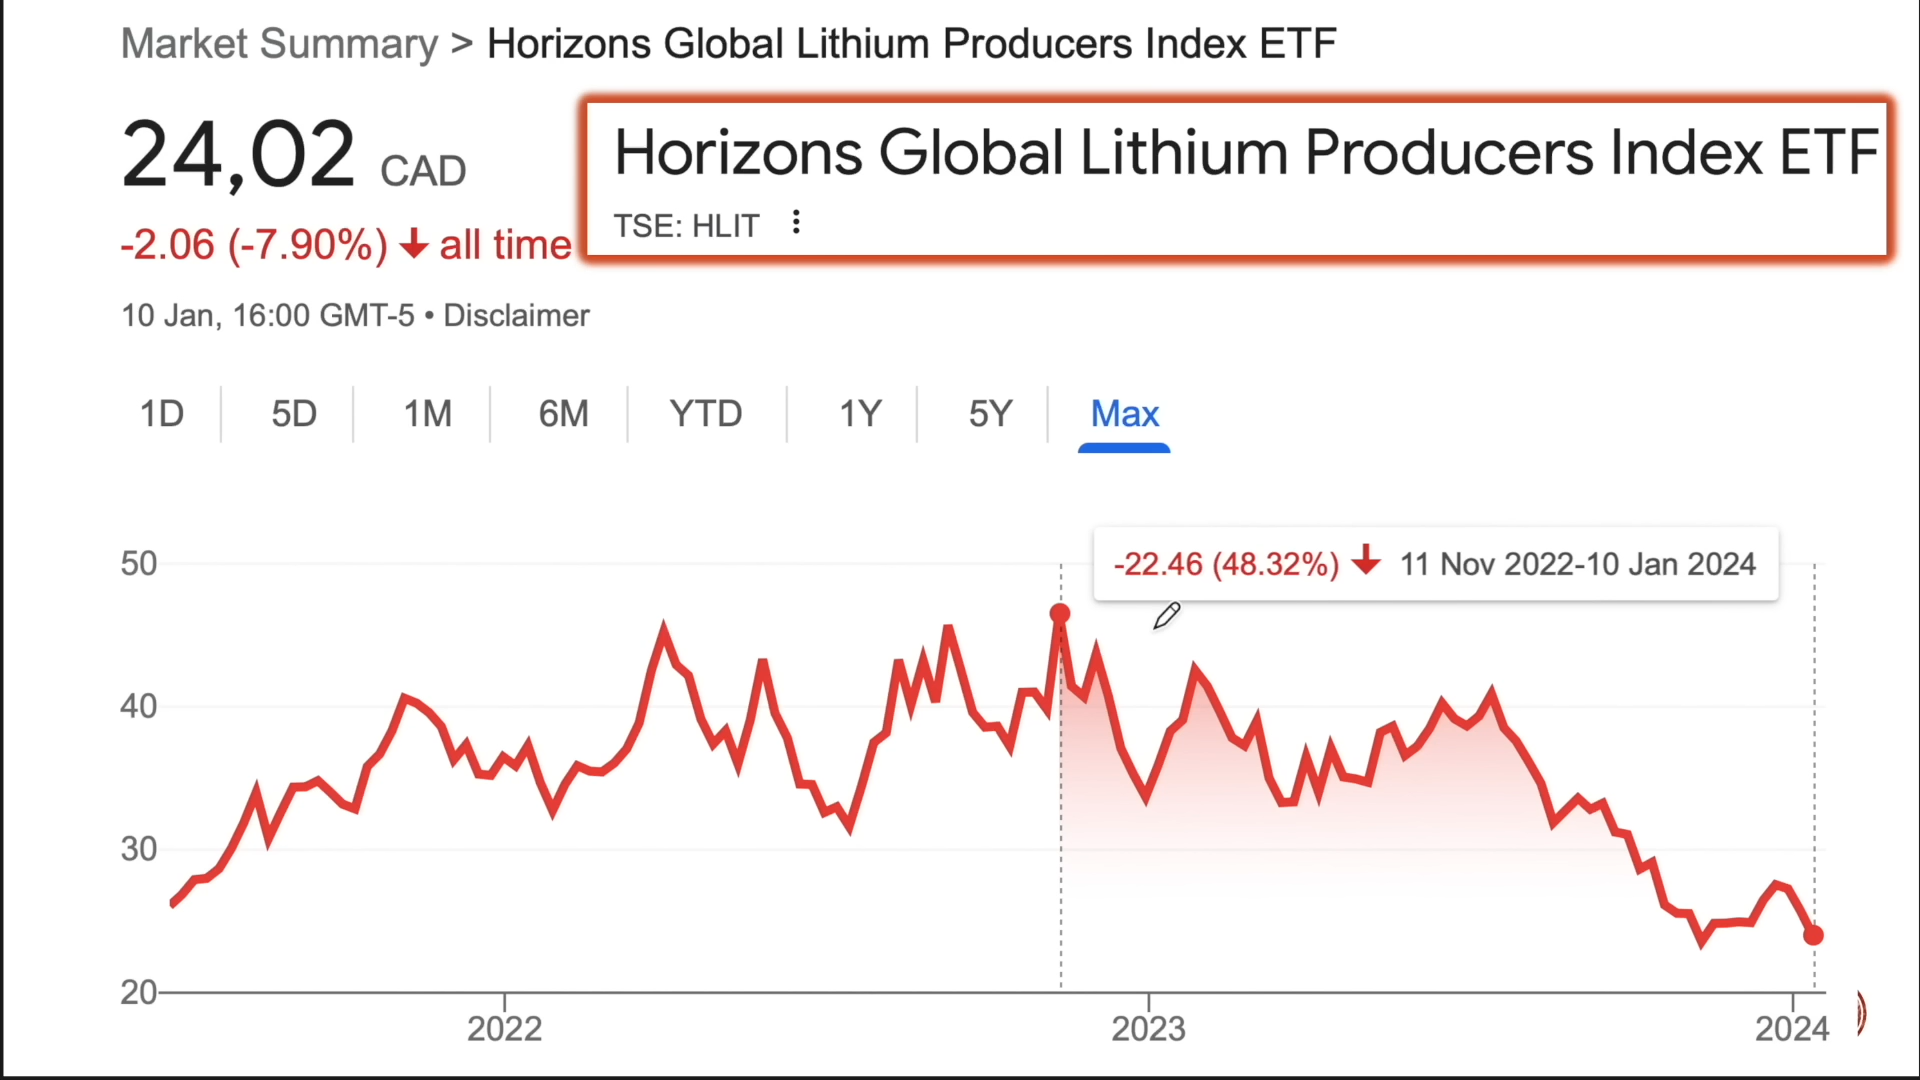 Market Summary > Horizons Global Lithium Producers Index ETF
24,02 CAD
Horizons Global Lithium Producers Index ETF
TSE: HLIT
-2.06 (-7.90%) ↓ all time
10 Jan, 16:00 GMT-5 • Disclaimer
1D 5D 1M 6M YTD 1Y 5Y Max
-22.46 (48.32%) ↓ 11 Nov 2022-10 Jan 2024
50
40
30
20
2022 2023 2024